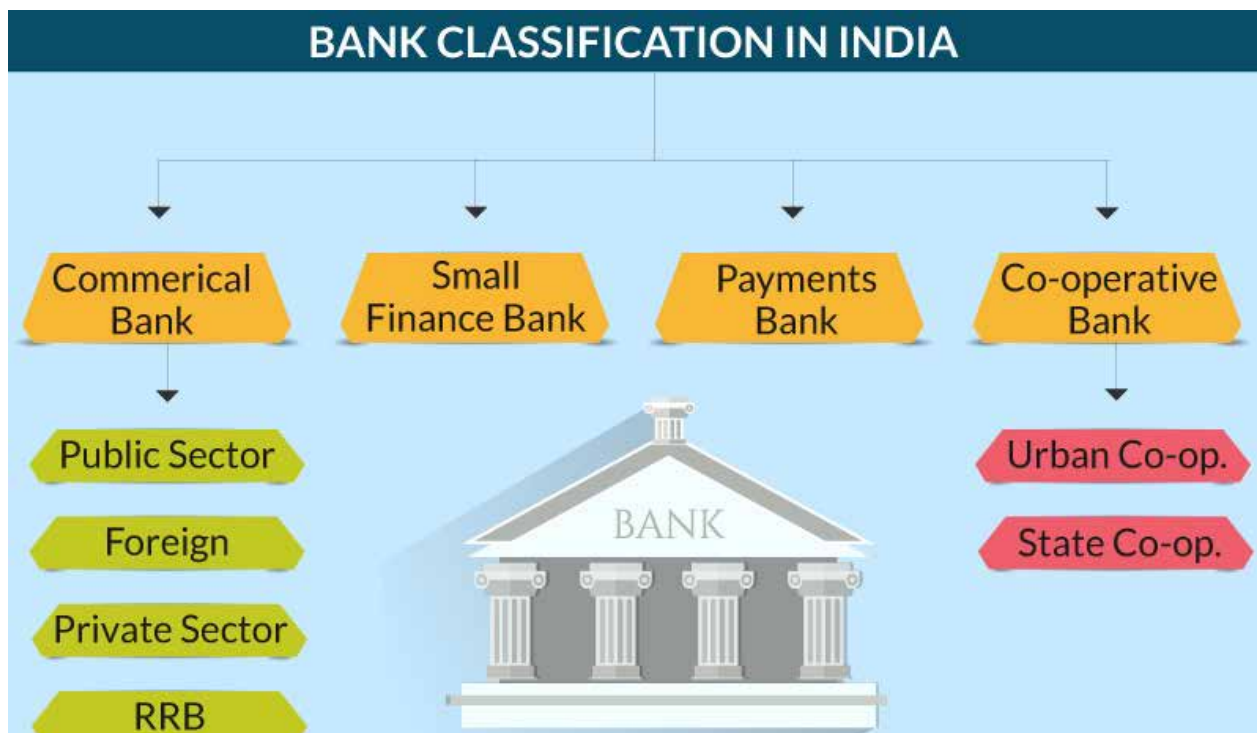 BANK CLASSIFICATION IN INDIA
Commerical
Bank
Small
Finance Bank
Payments
Bank
Co-operative
Bank
Public Sector
Foreign
Private Sector
RRB
Urban Co-op.
State Co-op.
BANK